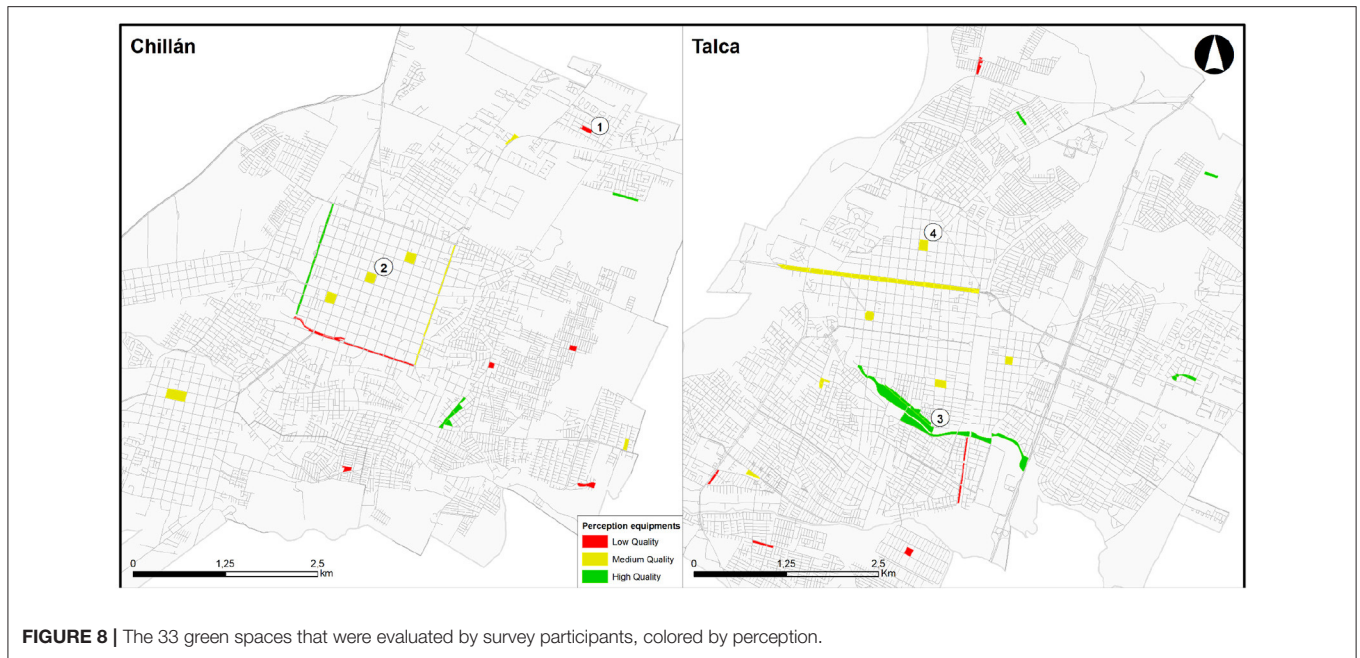 Chillán
Talca
1
2
4
3
Perception equipments
Low Quality
Medium Quality
High Quality
0 1,25 2,5
Km
0 1,25 2,5
Km
FIGURE 8 | The 33 green spaces that were evaluated by survey participants, colored by perception.